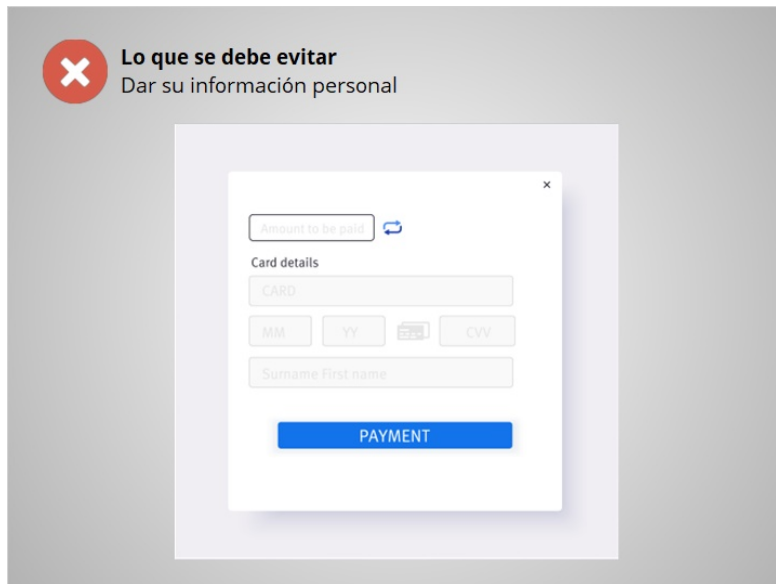 Lo que se debe evitar
Dar su información personal
×
Amount to be paid
Card details
CARD
MM YY CVV
Surname First name
PAYMENT